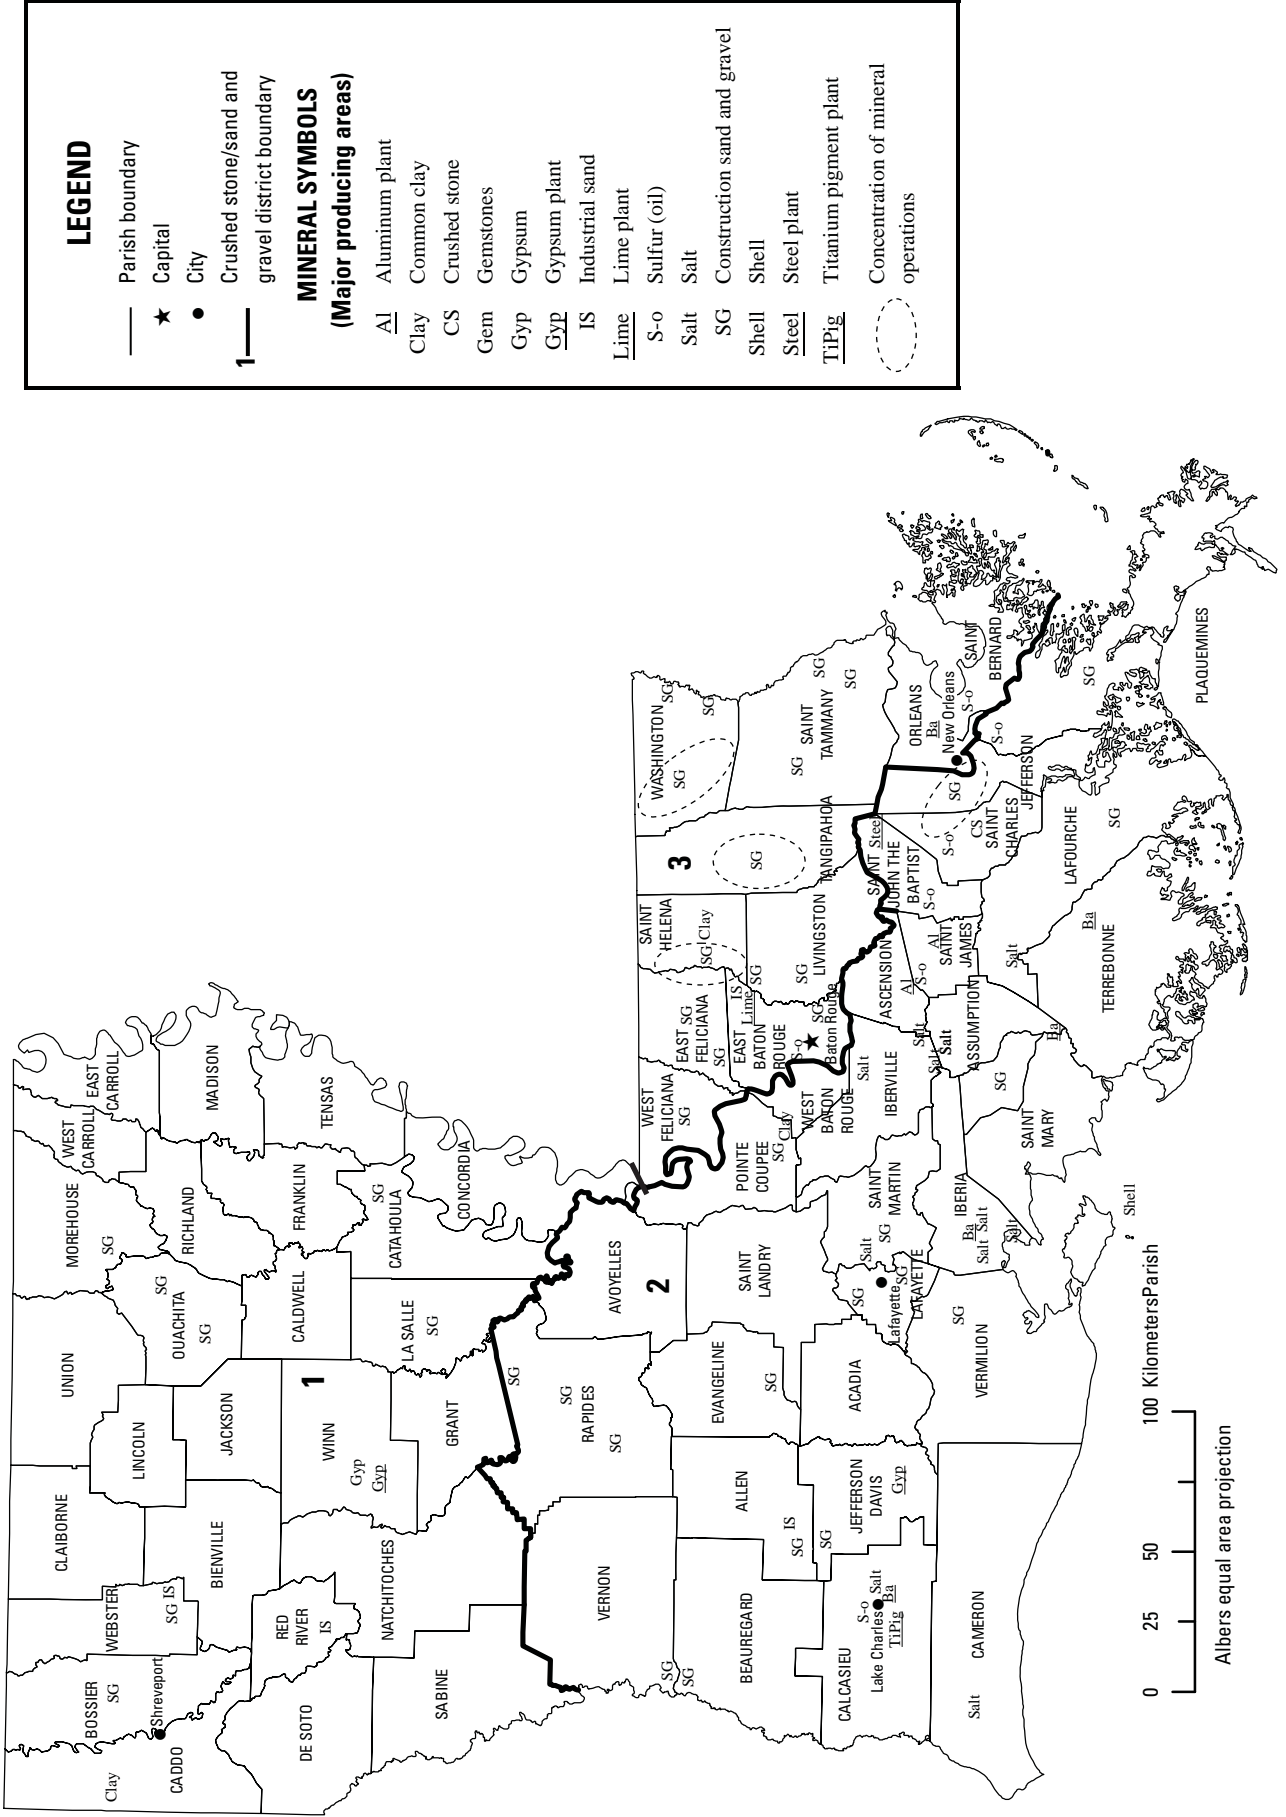 LEGEND
Parish boundary
Capital
City
1
Crushed stone/sand and
gravel district boundary
MINERAL SYMBOLS
(Major producing areas)
Al Aluminum plant
Clay Common clay
CS Crushed stone
Gem Gemstones
Gyp Gypsum
Gyp Gypsum plant
IS Industrial sand
Lime Lime plant
S-o Sulfur (oil)
Salt Salt
SG Construction sand and gravel
Shell Shell
Steel Steel plant
TiPig Titanium pigment plant
Concentration of mineral
operations
CADDO
Clay
Shreveport
BOSSIER
SG
WEBSTER
SG IS
CLAIBORNE
LINCOLN
UNION
MOREHOUSE
SG
WEST
CARROLL
EAST
CARROLL
MADISON
RICHLAND
OUACHITA
SG
SG
JACKSON
BIENVILLE
RED
RIVER
IS
DE SOTO
SABINE
NATCHITOCHES
WINN
Gyp
Gyp
1
CALDWELL
FRANKLIN
TENSAS
CATAHOULA
SG
CONCORDIA
LA SALLE
SG
GRANT
SG
RAPIDES
SG
SG
VERNON
SG
SG
AVOYELLES
2
BEAUREGARD
ALLEN
SG IS
EVANGELINE
SG
SAINT
LANDRY
POINTE
COUPEE
SG
Clay
WEST
FELICIANA
SG
EAST
FELICIANA
SG
SG
SAINT
HELENA
SG
Clay
3
SG
TANGIPAHOA
WASHINGTON
SG
SG
SG
SAINT
TAMMANY
SG
SG
SG
EAST
BATON
ROUGE
IS
Lime
SG
S-o
SG
Baton Rouge
LIVINGSTON
SG
WEST
BATON
ROUGE
IBERVILLE
Salt
ASCENSION
Al
S-o
Salt
Salt
Salt
ASSUMPTION
SAINT
JAMES
Al
SAINT
JOHN THE
BAPTIST
Steel
S-o
S-o
SAINT
CHARLES
CS
SG
JEFFERSON
ORLEANS
Ba
New Orleans
S-o
S-o
SAINT
BERNARD
SG
PLAQUEMINES
LAFOURCHE
SG
Salt
TERREBONNE
Ba
Ba
SAINT
MARY
SG
SAINT
MARTIN
SG
Salt
IBERIA
Ba
Salt
Salt
Salt
Shell
LAFAYETTE
Lafayette
SG
SG
VERMILION
SG
ACADIA
JEFFERSON
DAVIS
SG
Gyp
CALCASIEU
Lake Charles
S-o
Salt
Ba
TiPig
CAMERON
Salt
0 25 50 100 KilometersParish
Albers equal area projection